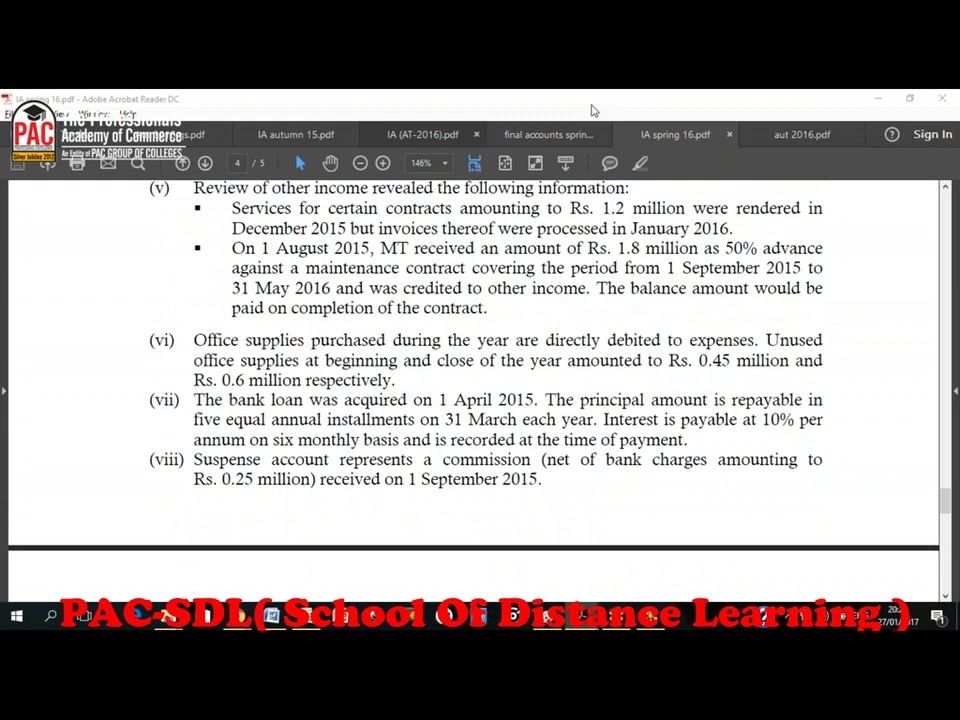 IA spring 16.pdf - Adobe Acrobat Reader DC
Window Help
PAC
Silver Jubilee 2013
The Professionals
Academy of Commerce
An Entity of PAC GROUP OF COLLEGES
gs.pdf IA autumn 15.pdf IA (AT-2016).pdf × final accounts sprin... IA spring 16.pdf × aut 2016.pdf Sign In
4 / 5 146%
(v) Review of other income revealed the following information:
▪ Services for certain contracts amounting to Rs. 1.2 million were rendered in
December 2015 but invoices thereof were processed in January 2016.
▪ On 1 August 2015, MT received an amount of Rs. 1.8 million as 50% advance
against a maintenance contract covering the period from 1 September 2015 to
31 May 2016 and was credited to other income. The balance amount would be
paid on completion of the contract.
(vi) Office supplies purchased during the year are directly debited to expenses. Unused
office supplies at beginning and close of the year amounted to Rs. 0.45 million and
Rs. 0.6 million respectively.
(vii) The bank loan was acquired on 1 April 2015. The principal amount is repayable in
five equal annual installments on 31 March each year. Interest is payable at 10% per
annum on six monthly basis and is recorded at the time of payment.
(viii) Suspense account represents a commission (net of bank charges amounting to
Rs. 0.25 million) received on 1 September 2015.
PAC-SDL( School Of Distance Learning )
27/01/2017